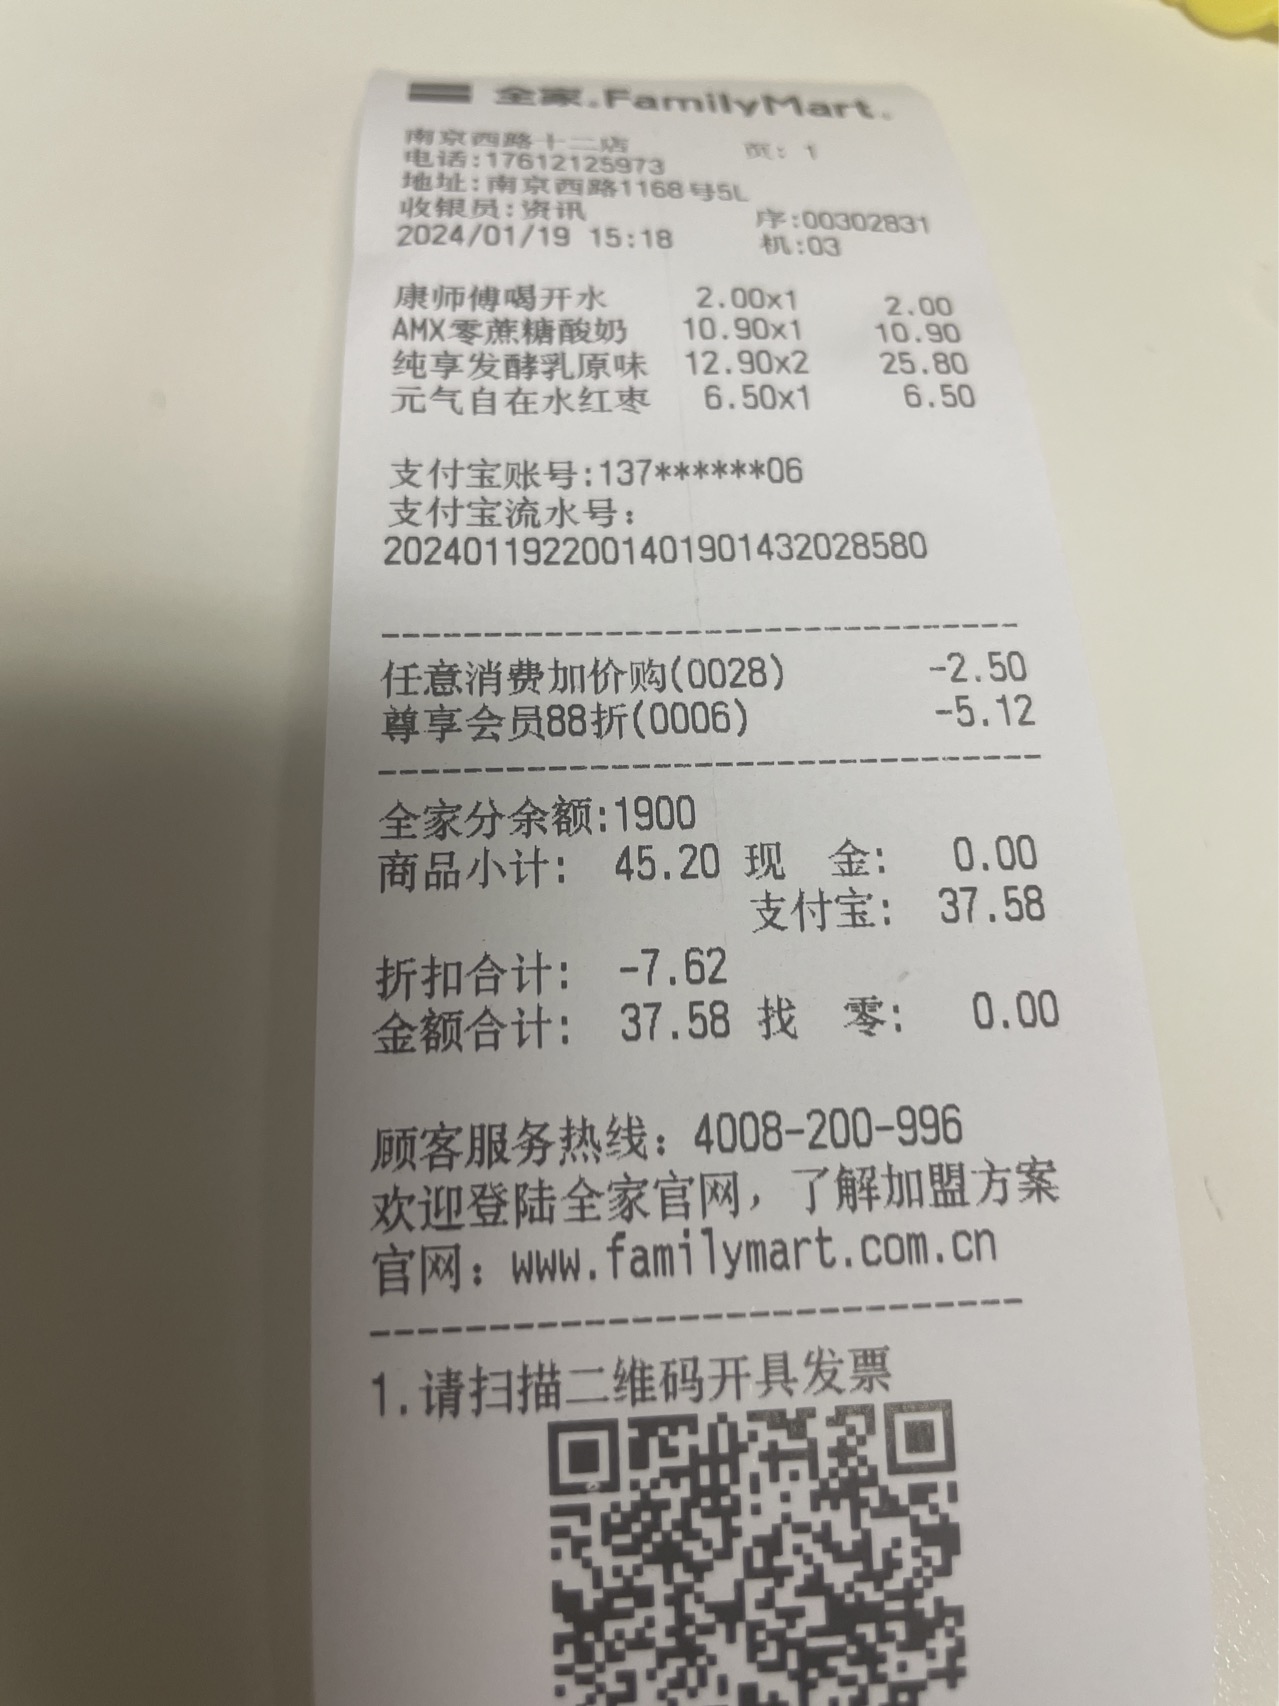 全家®FamilyMart®
南京西路十二店 页: 1
电话:17612125973
地址:南京西路1168号5L
收银员:资讯 序:00302831
2024/01/19 15:18 机:03
康师傅喝开水 2.00x1 2.00
AMX零蔗糖酸奶 10.90x1 10.90
纯享发酵乳原味 12.90x2 25.80
元气自在水红枣 6.50x1 6.50
支付宝账号:137******06
支付宝流水号:
2024011922001401901432028580
--------------------------------
任意消费加价购(0028) -2.50
尊享会员88折(0006) -5.12
--------------------------------
全家分余额:1900
商品小计: 45.20 现 金: 0.00
支付宝: 37.58
折扣合计: -7.62
金额合计: 37.58 找 零: 0.00
顾客服务热线: 4008-200-996
欢迎登陆全家官网, 了解加盟方案
官网: www.familymart.com.cn
--------------------------------
1.请扫描二维码开具发票